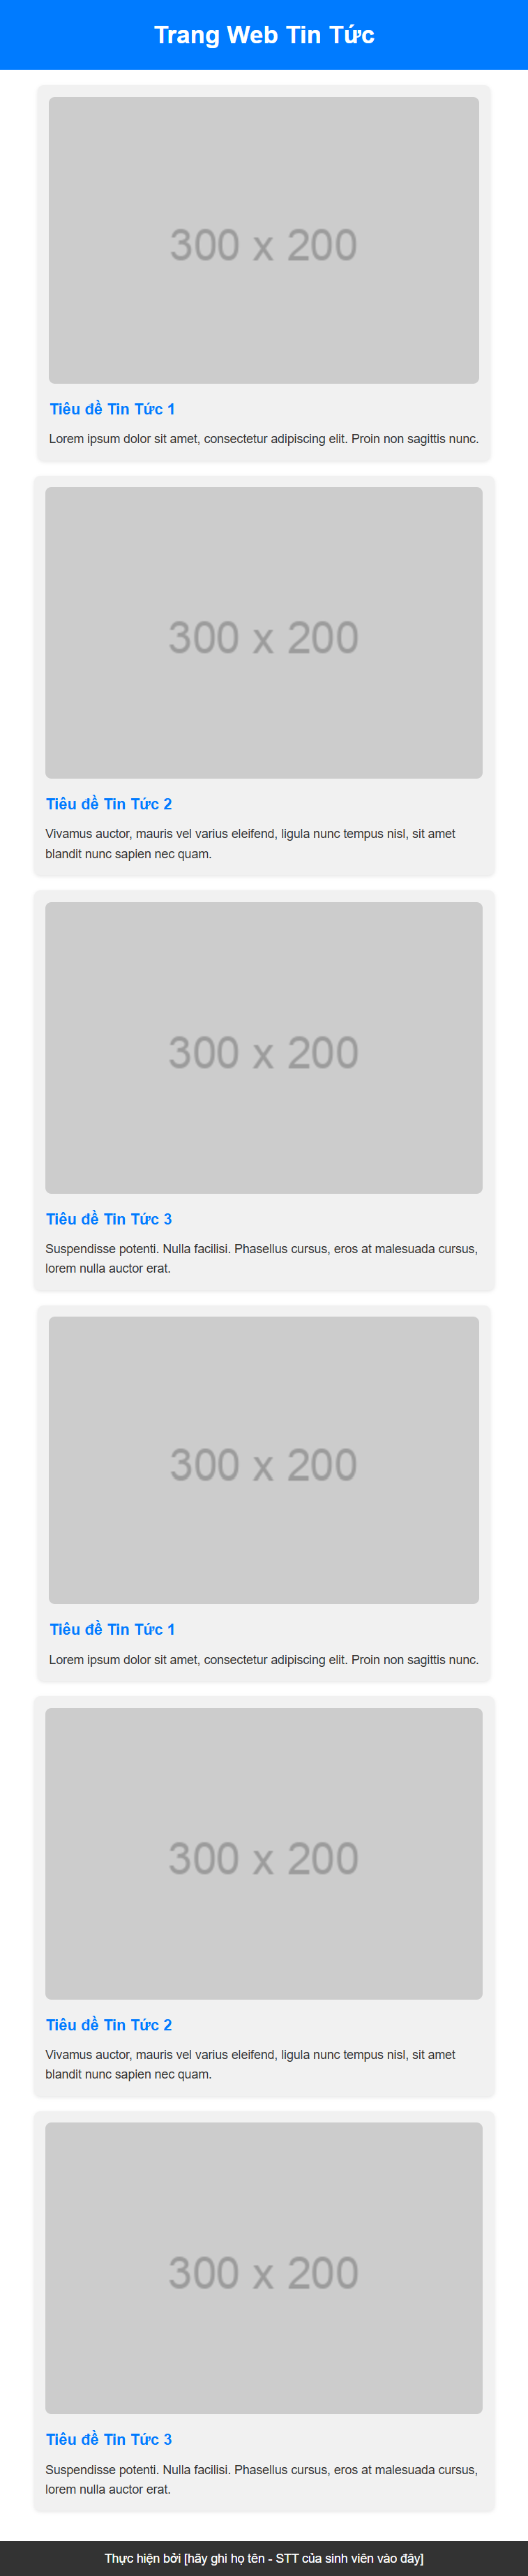 Trang Web Tin Tức
300 x 200
Tiêu đề Tin Tức 1
Lorem ipsum dolor sit amet, consectetur adipiscing elit. Proin non sagittis nunc.
300 x 200
Tiêu đề Tin Tức 2
Vivamus auctor, mauris vel varius eleifend, ligula nunc tempus nisl, sit amet
blandit nunc sapien nec quam.
300 x 200
Tiêu đề Tin Tức 3
Suspendisse potenti. Nulla facilisi. Phasellus cursus, eros at malesuada cursus,
lorem nulla auctor erat.
300 x 200
Tiêu đề Tin Tức 1
Lorem ipsum dolor sit amet, consectetur adipiscing elit. Proin non sagittis nunc.
300 x 200
Tiêu đề Tin Tức 2
Vivamus auctor, mauris vel varius eleifend, ligula nunc tempus nisl, sit amet
blandit nunc sapien nec quam.
300 x 200
Tiêu đề Tin Tức 3
Suspendisse potenti. Nulla facilisi. Phasellus cursus, eros at malesuada cursus,
lorem nulla auctor erat.
Thực hiện bởi [hãy ghi họ tên - STT của sinh viên vào đây]